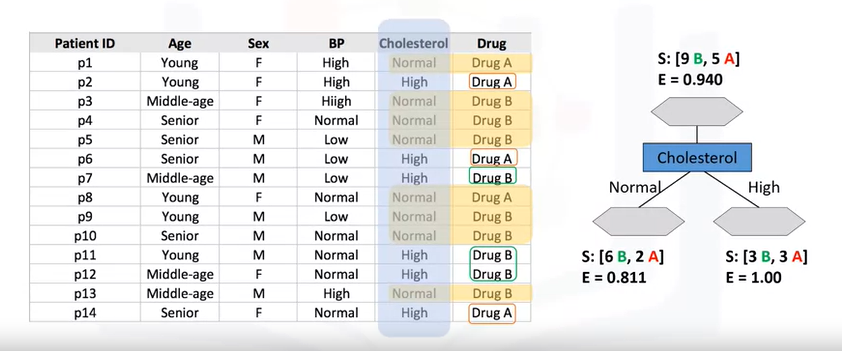 Patient ID Age Sex BP Cholesterol Drug
p1 Young F High Normal Drug A
p2 Young F High High Drug A
p3 Middle-age F Hiigh Normal Drug B
p4 Senior F Normal Normal Drug B
p5 Senior M Low Normal Drug B
p6 Senior M Low High Drug A
p7 Middle-age M Low High Drug B
p8 Young F Normal Normal Drug A
p9 Young M Low Normal Drug B
p10 Senior M Normal Normal Drug B
p11 Young M Normal High Drug B
p12 Middle-age F Normal High Drug B
p13 Middle-age M High Normal Drug B
p14 Senior F Normal High Drug A
S: [9 B, 5 A]
E = 0.940
Cholesterol
Normal High
S: [6 B, 2 A] S: [3 B, 3 A]
E = 0.811 E = 1.00